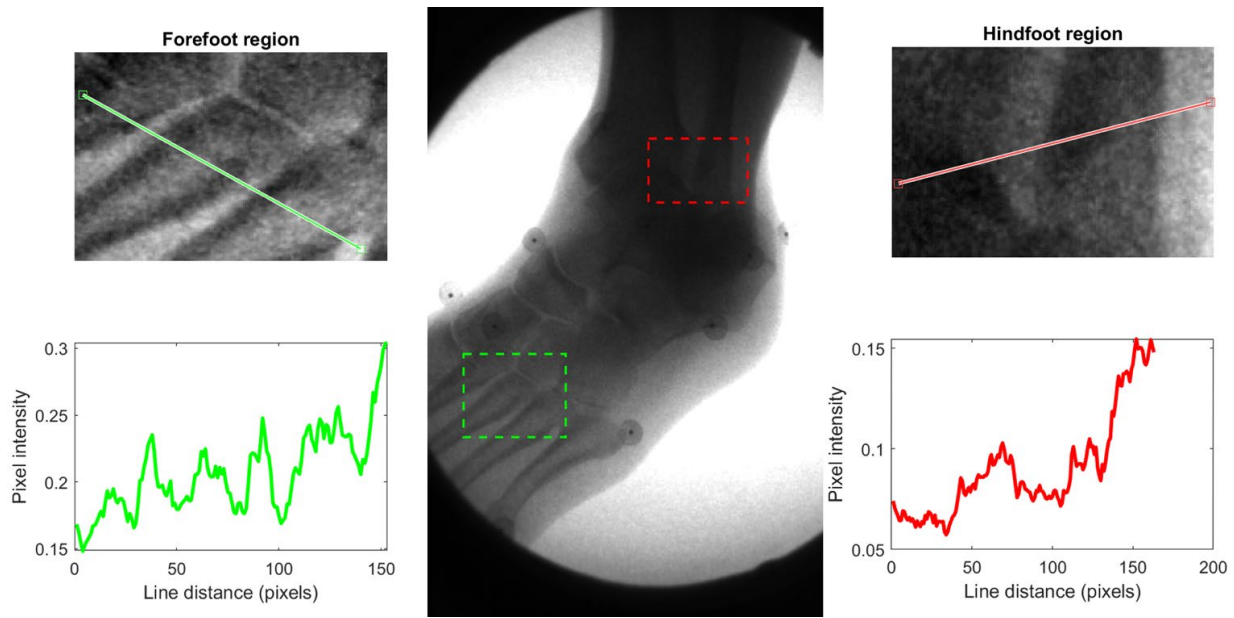 Forefoot region
Hindfoot region
0.3
0.25
0.2
0.15
Pixel intensity
0
50
100
150
Line distance (pixels)
0.15
0.1
0.05
Pixel intensity
0
50
100
150
200
Line distance (pixels)